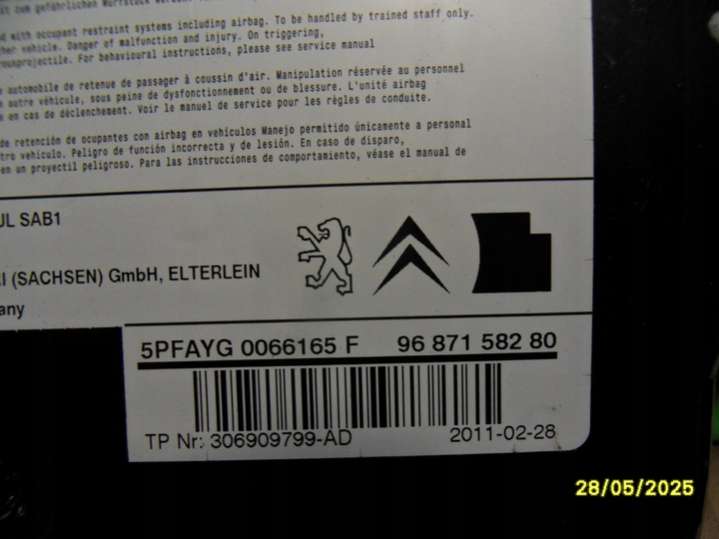 zum gefährlichen Wurfstück
with occupant restraint systems including airbag. To be handled by trained staff only.
vehicle. Danger of malfunction and injury. On triggering,
projectile. For behavioural instructions, please see service manual
automobile de retenue de passager à coussin d'air. Manipulation réservée au personnel
autre véhicule, sous peine de dysfonctionnement ou de blessure. L'unité airbag
en cas de déclenchement. Voir le manuel de service pour les règles de conduite.
de retención de ocupantes con airbag en vehículos Manejo permitido únicamente a personal
tro vehículo. Peligro de función incorrecta y de lesión. En caso de disparo,
en un proyectil peligroso. Para las instrucciones de comportamiento, véase el manual de
UL SAB1
I (SACHSEN) GmbH, ELTERLEIN
any
5PFAYG 0066165 F 96 871 582 80
TP Nr: 306909799-AD 2011-02-28
28/05/2025